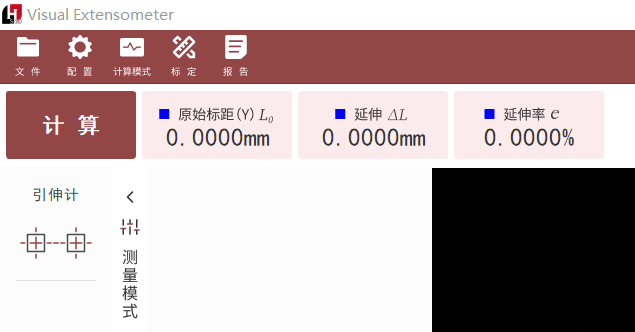 Visual Extensometer
文 件 配 置 计算模式 标 定 报 告
计 算
原始标距(Y) L₀
0.0000mm
延伸 ΔL
0.0000mm
延伸率 e
0.0000%
引伸计
测量模式